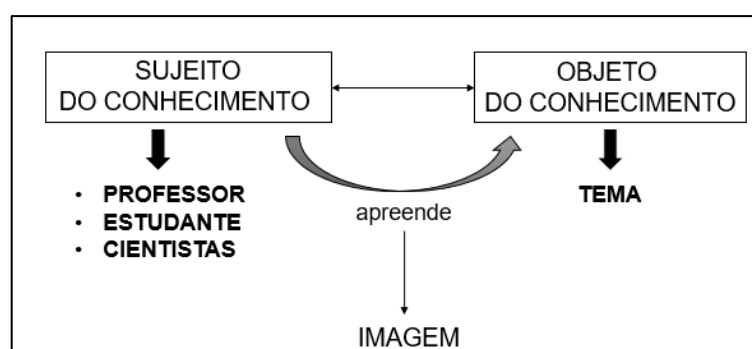 SUJEITO
DO CONHECIMENTO
OBJETO
DO CONHECIMENTO
• PROFESSOR
• ESTUDANTE
• CIENTISTAS
apreende
TEMA
IMAGEM